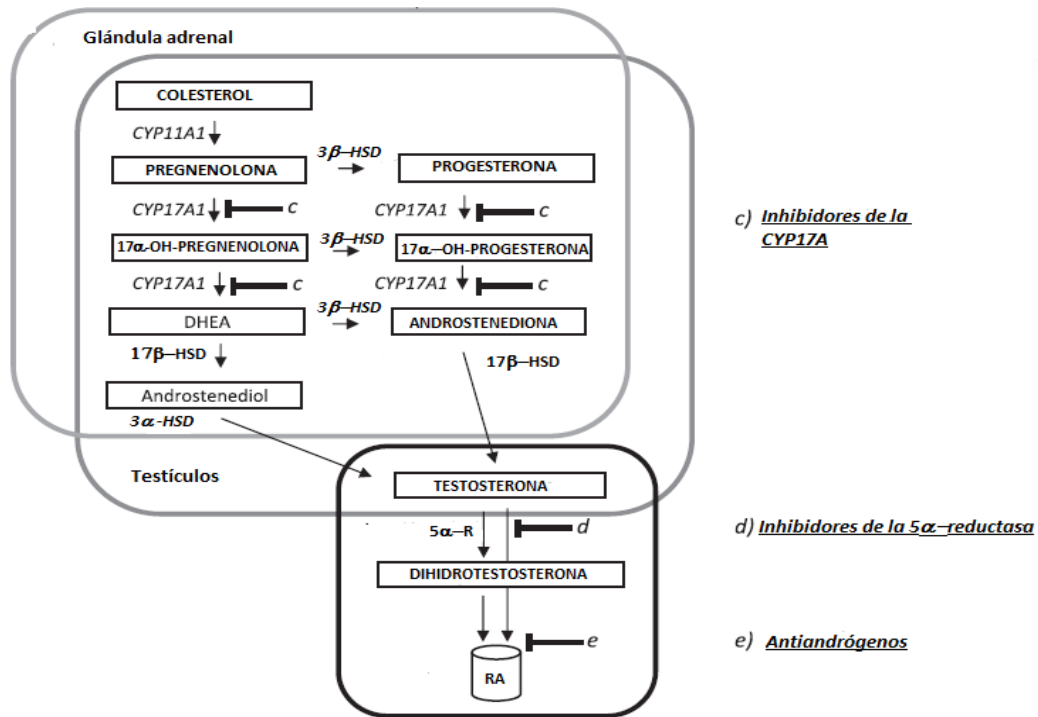 Glándula adrenal
COLESTEROL
CYP11A1
3β–HSD
PREGNENOLONA
PROGESTERONA
CYP17A1
c
CYP17A1
c
c) Inhibidores de la
CYP17A
3β–HSD
17α-OH-PREGNENOLONA
17α–OH-PROGESTERONA
CYP17A1
c
CYP17A1
c
3β–HSD
DHEA
ANDROSTENEDIONA
17β–HSD
17β–HSD
Androstenediol
3α-HSD
Testículos
TESTOSTERONA
5α–R
d
d) Inhibidores de la 5α–reductasa
DIHIDROTESTOSTERONA
e
e) Antiandrógenos
RA